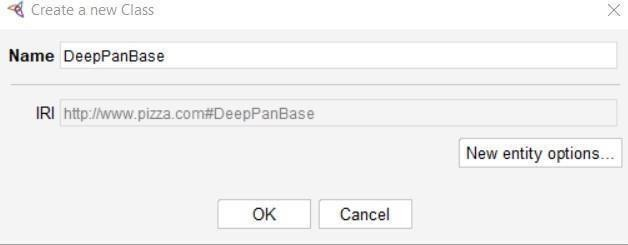 Create a new Class
Name DeepPanBase
IRI http://www.pizza.com#DeepPanBase
New entity options...
OK Cancel